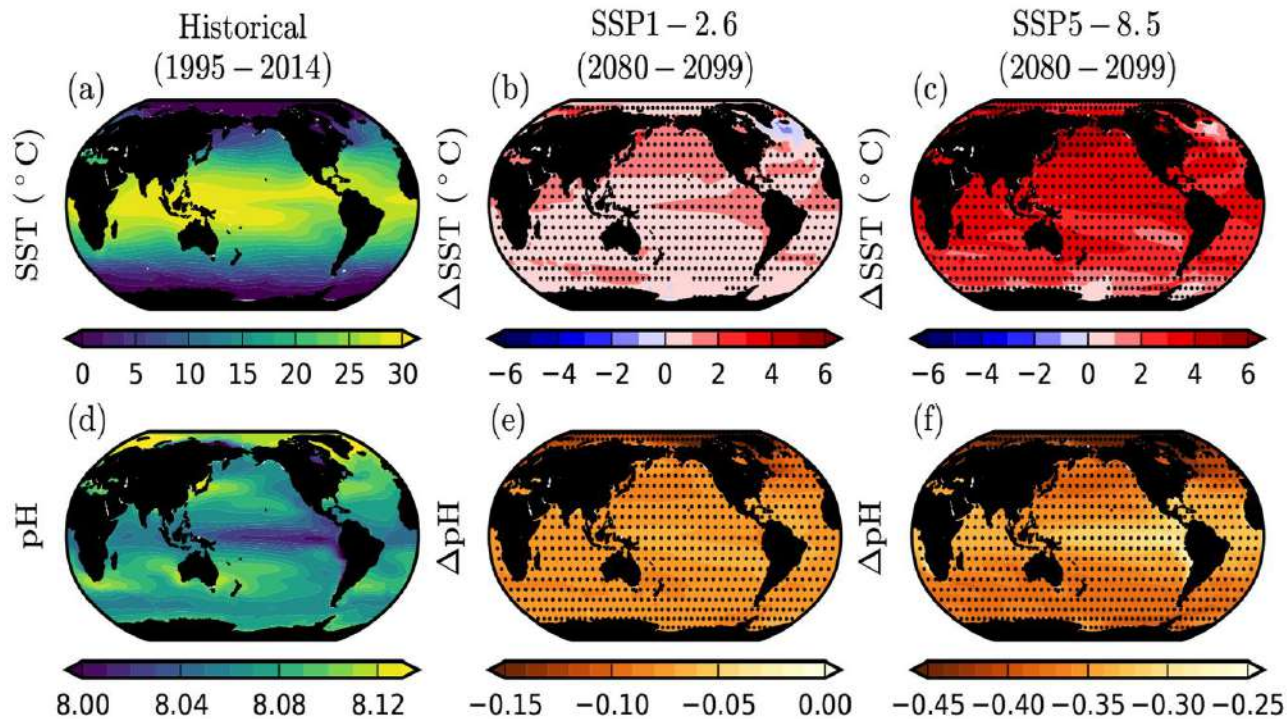 Historical
(1995 – 2014)
SSP1 – 2.6
(2080 – 2099)
SSP5 – 8.5
(2080 – 2099)
(a)
(b)
(c)
SST (°C)
ΔSST (°C)
ΔSST (°C)
0 5 10 15 20 25 30
−6 −4 −2 0 2 4 6
−6 −4 −2 0 2 4 6
(d)
(e)
(f)
pH
ΔpH
ΔpH
8.00 8.04 8.08 8.12
−0.15 −0.10 −0.05 0.00
−0.45 −0.40 −0.35 −0.30 −0.25